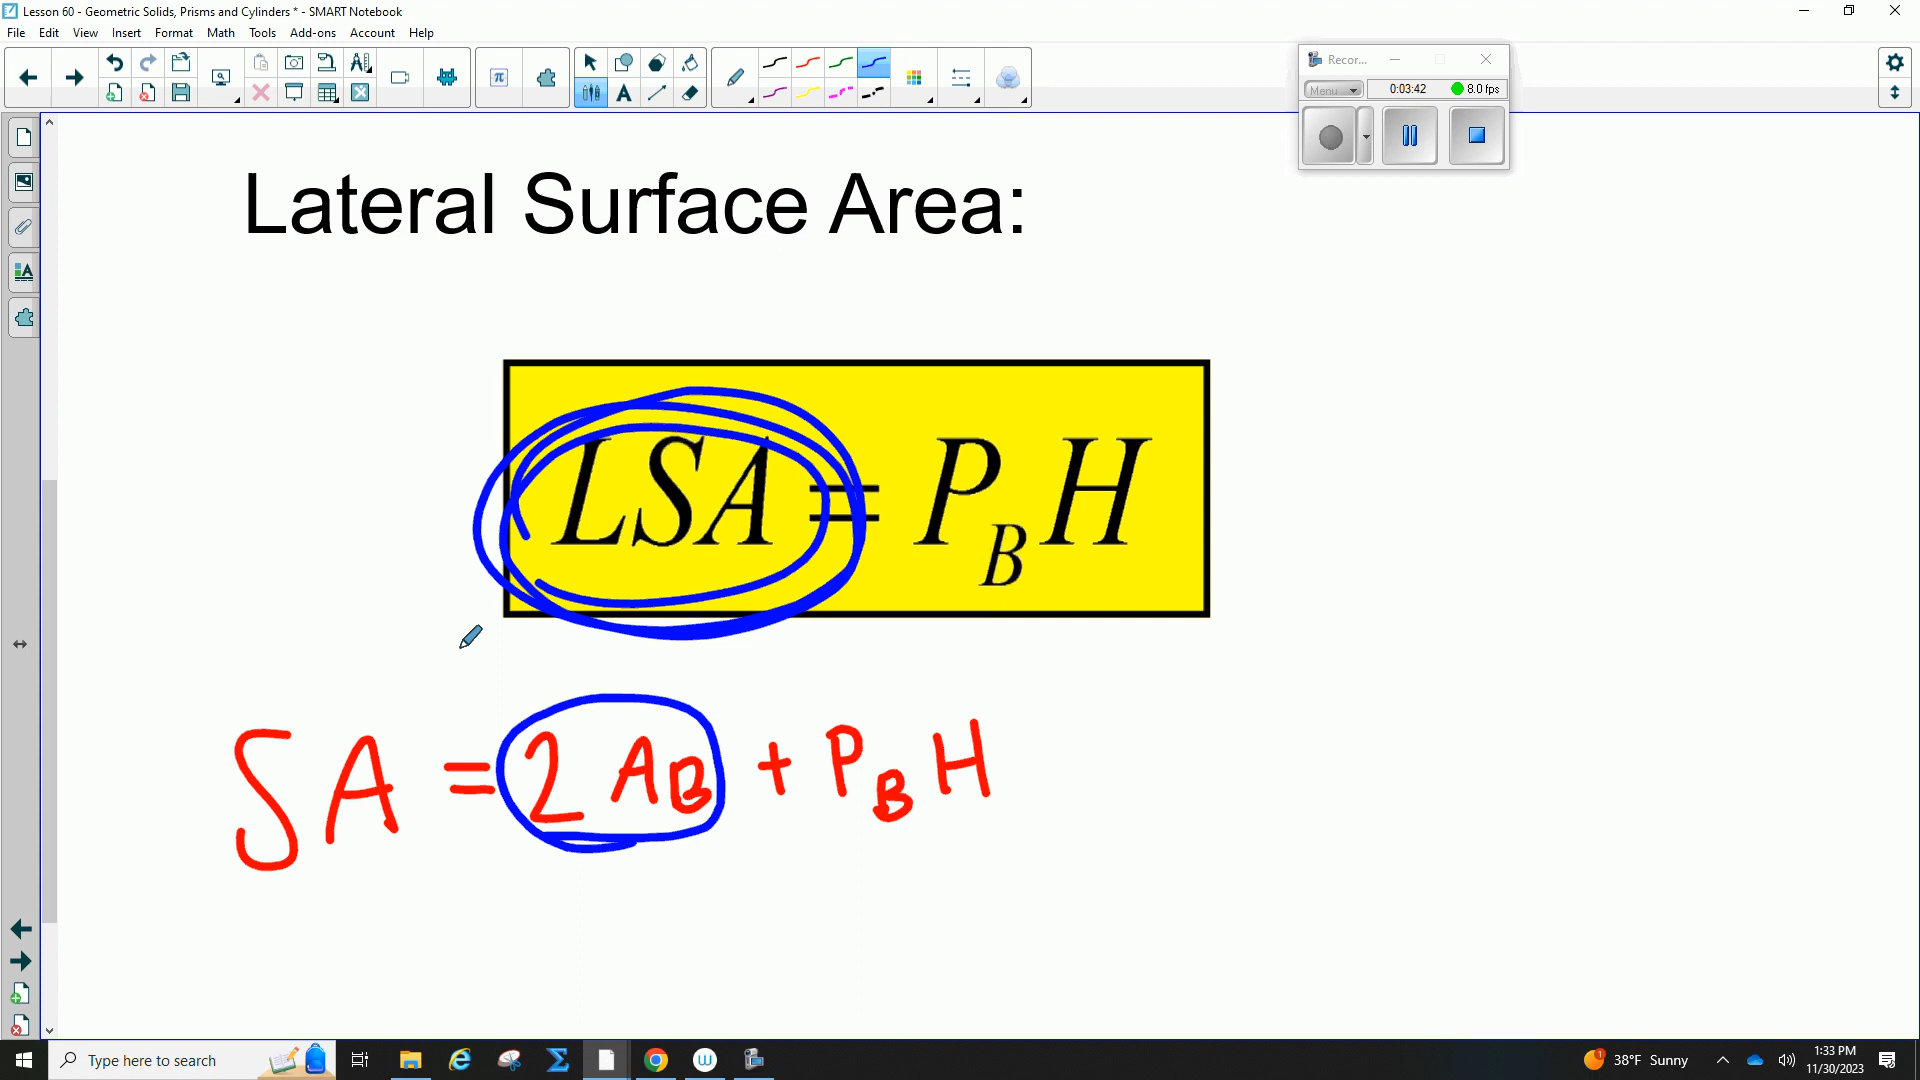 Lesson 60 - Geometric Solids, Prisms and Cylinders * - SMART Notebook
File Edit View Insert Format Math Tools Add-ons Account Help
Recor...
Menu 0:03:42 8.0 fps
Lateral Surface Area:
LSA = P_B H
SA = 2 A_B + P_B H
Type here to search
38°F Sunny
1:33 PM
11/30/2023